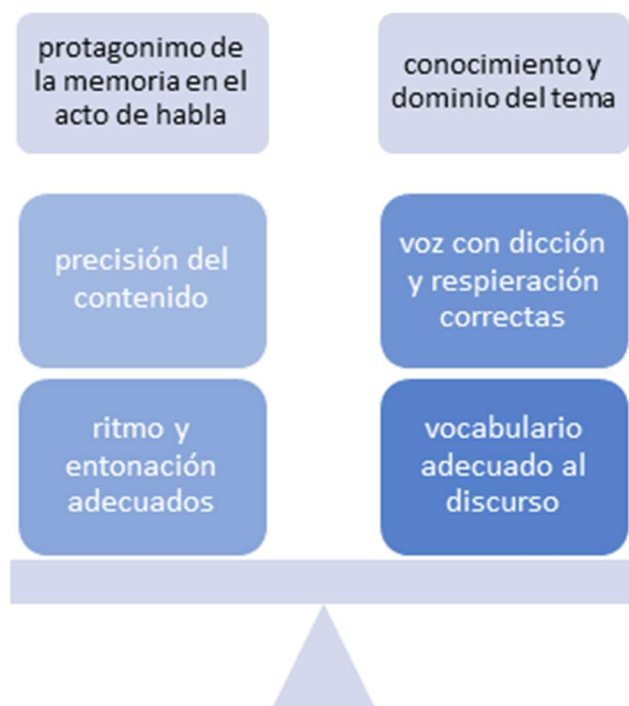 protagonimo de
la memoria en el
acto de habla
conocimiento y
dominio del tema
precisión del
contenido
voz con dicción
y respieración
correctas
ritmo y
entonación
adecuados
vocabulario
adecuado al
discurso